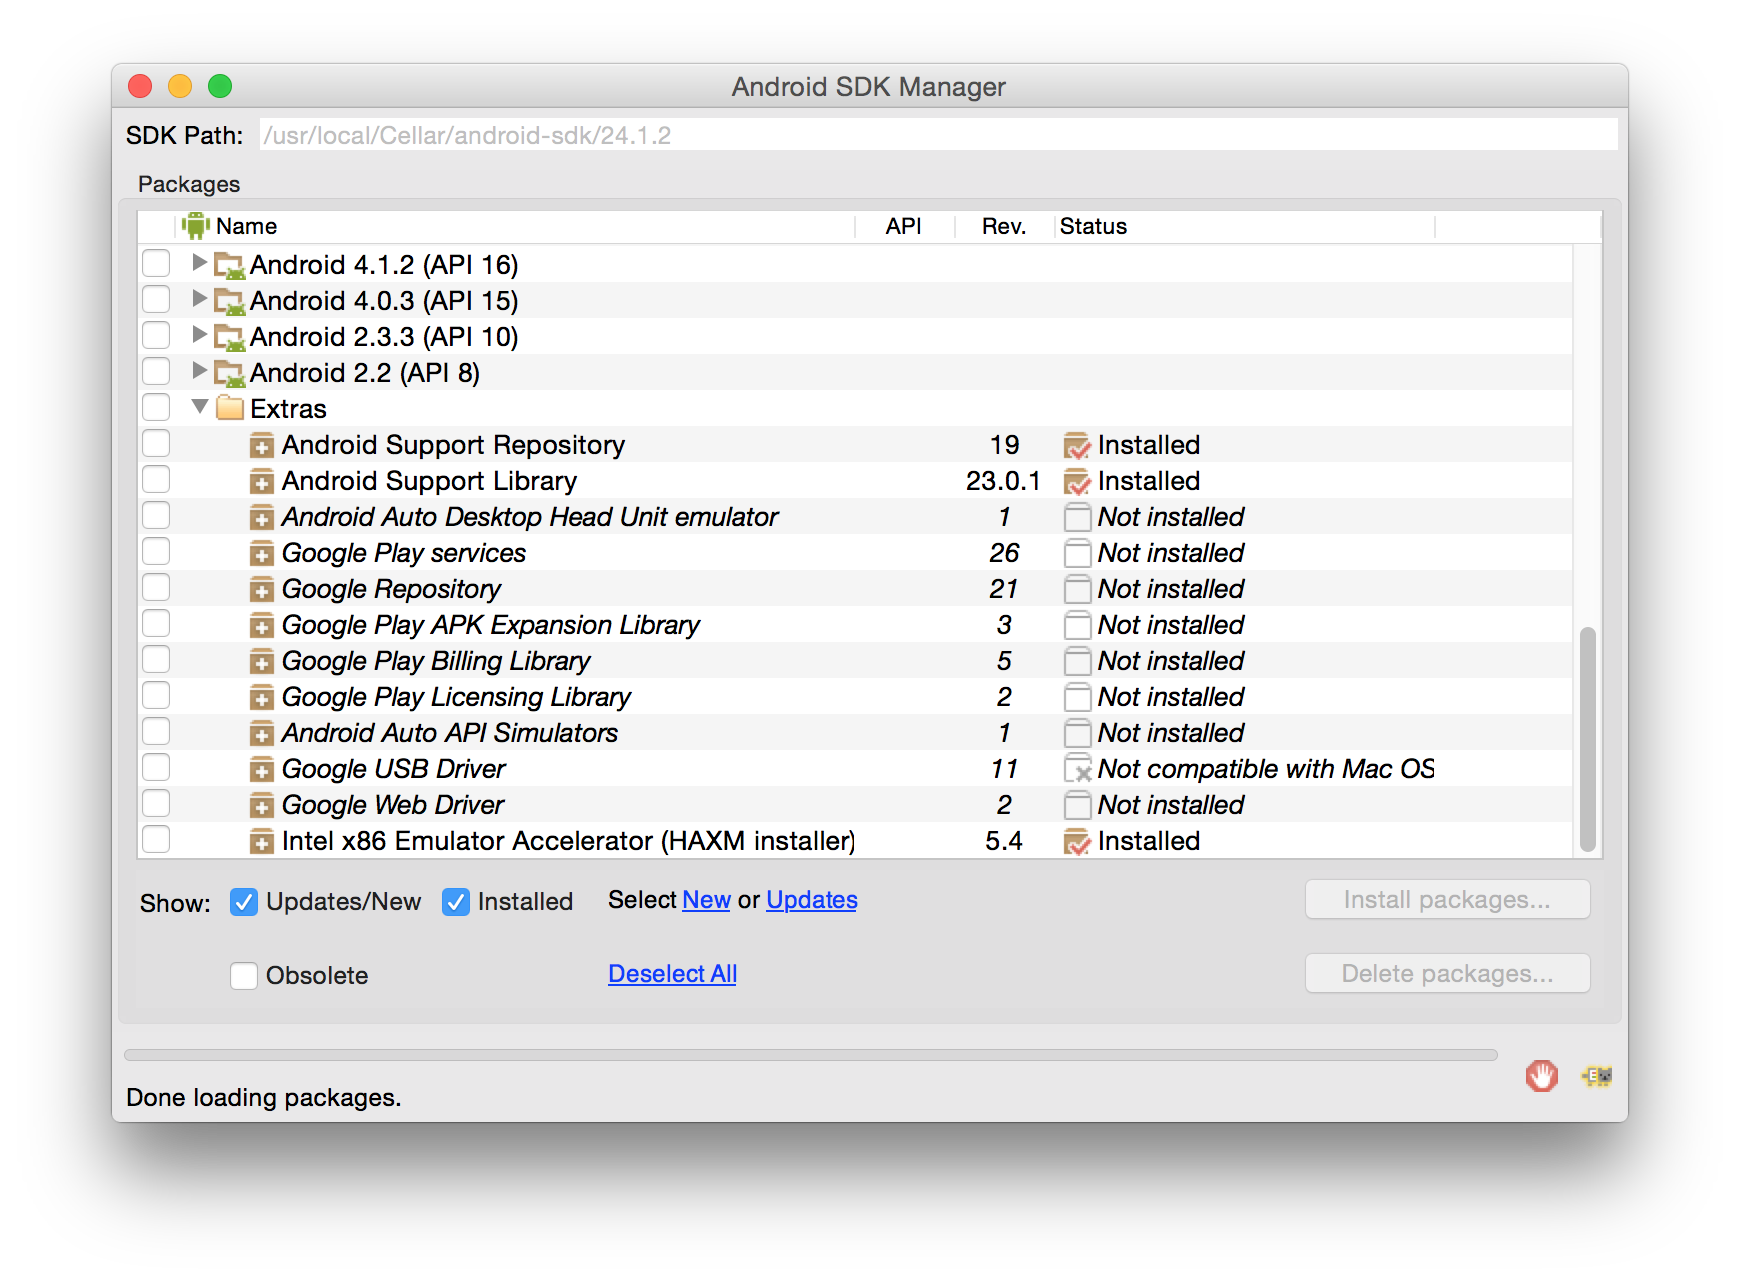 Android SDK Manager
SDK Path: /usr/local/Cellar/android-sdk/24.1.2
Packages
Name API Rev. Status
Android 4.1.2 (API 16)
Android 4.0.3 (API 15)
Android 2.3.3 (API 10)
Android 2.2 (API 8)
Extras
Android Support Repository 19 Installed
Android Support Library 23.0.1 Installed
Android Auto Desktop Head Unit emulator 1 Not installed
Google Play services 26 Not installed
Google Repository 21 Not installed
Google Play APK Expansion Library 3 Not installed
Google Play Billing Library 5 Not installed
Google Play Licensing Library 2 Not installed
Android Auto API Simulators 1 Not installed
Google USB Driver 11 Not compatible with Mac OS
Google Web Driver 2 Not installed
Intel x86 Emulator Accelerator (HAXM installer) 5.4 Installed
Show: Updates/New Installed Select New or Updates Install packages...
Obsolete Deselect All Delete packages...
Done loading packages.